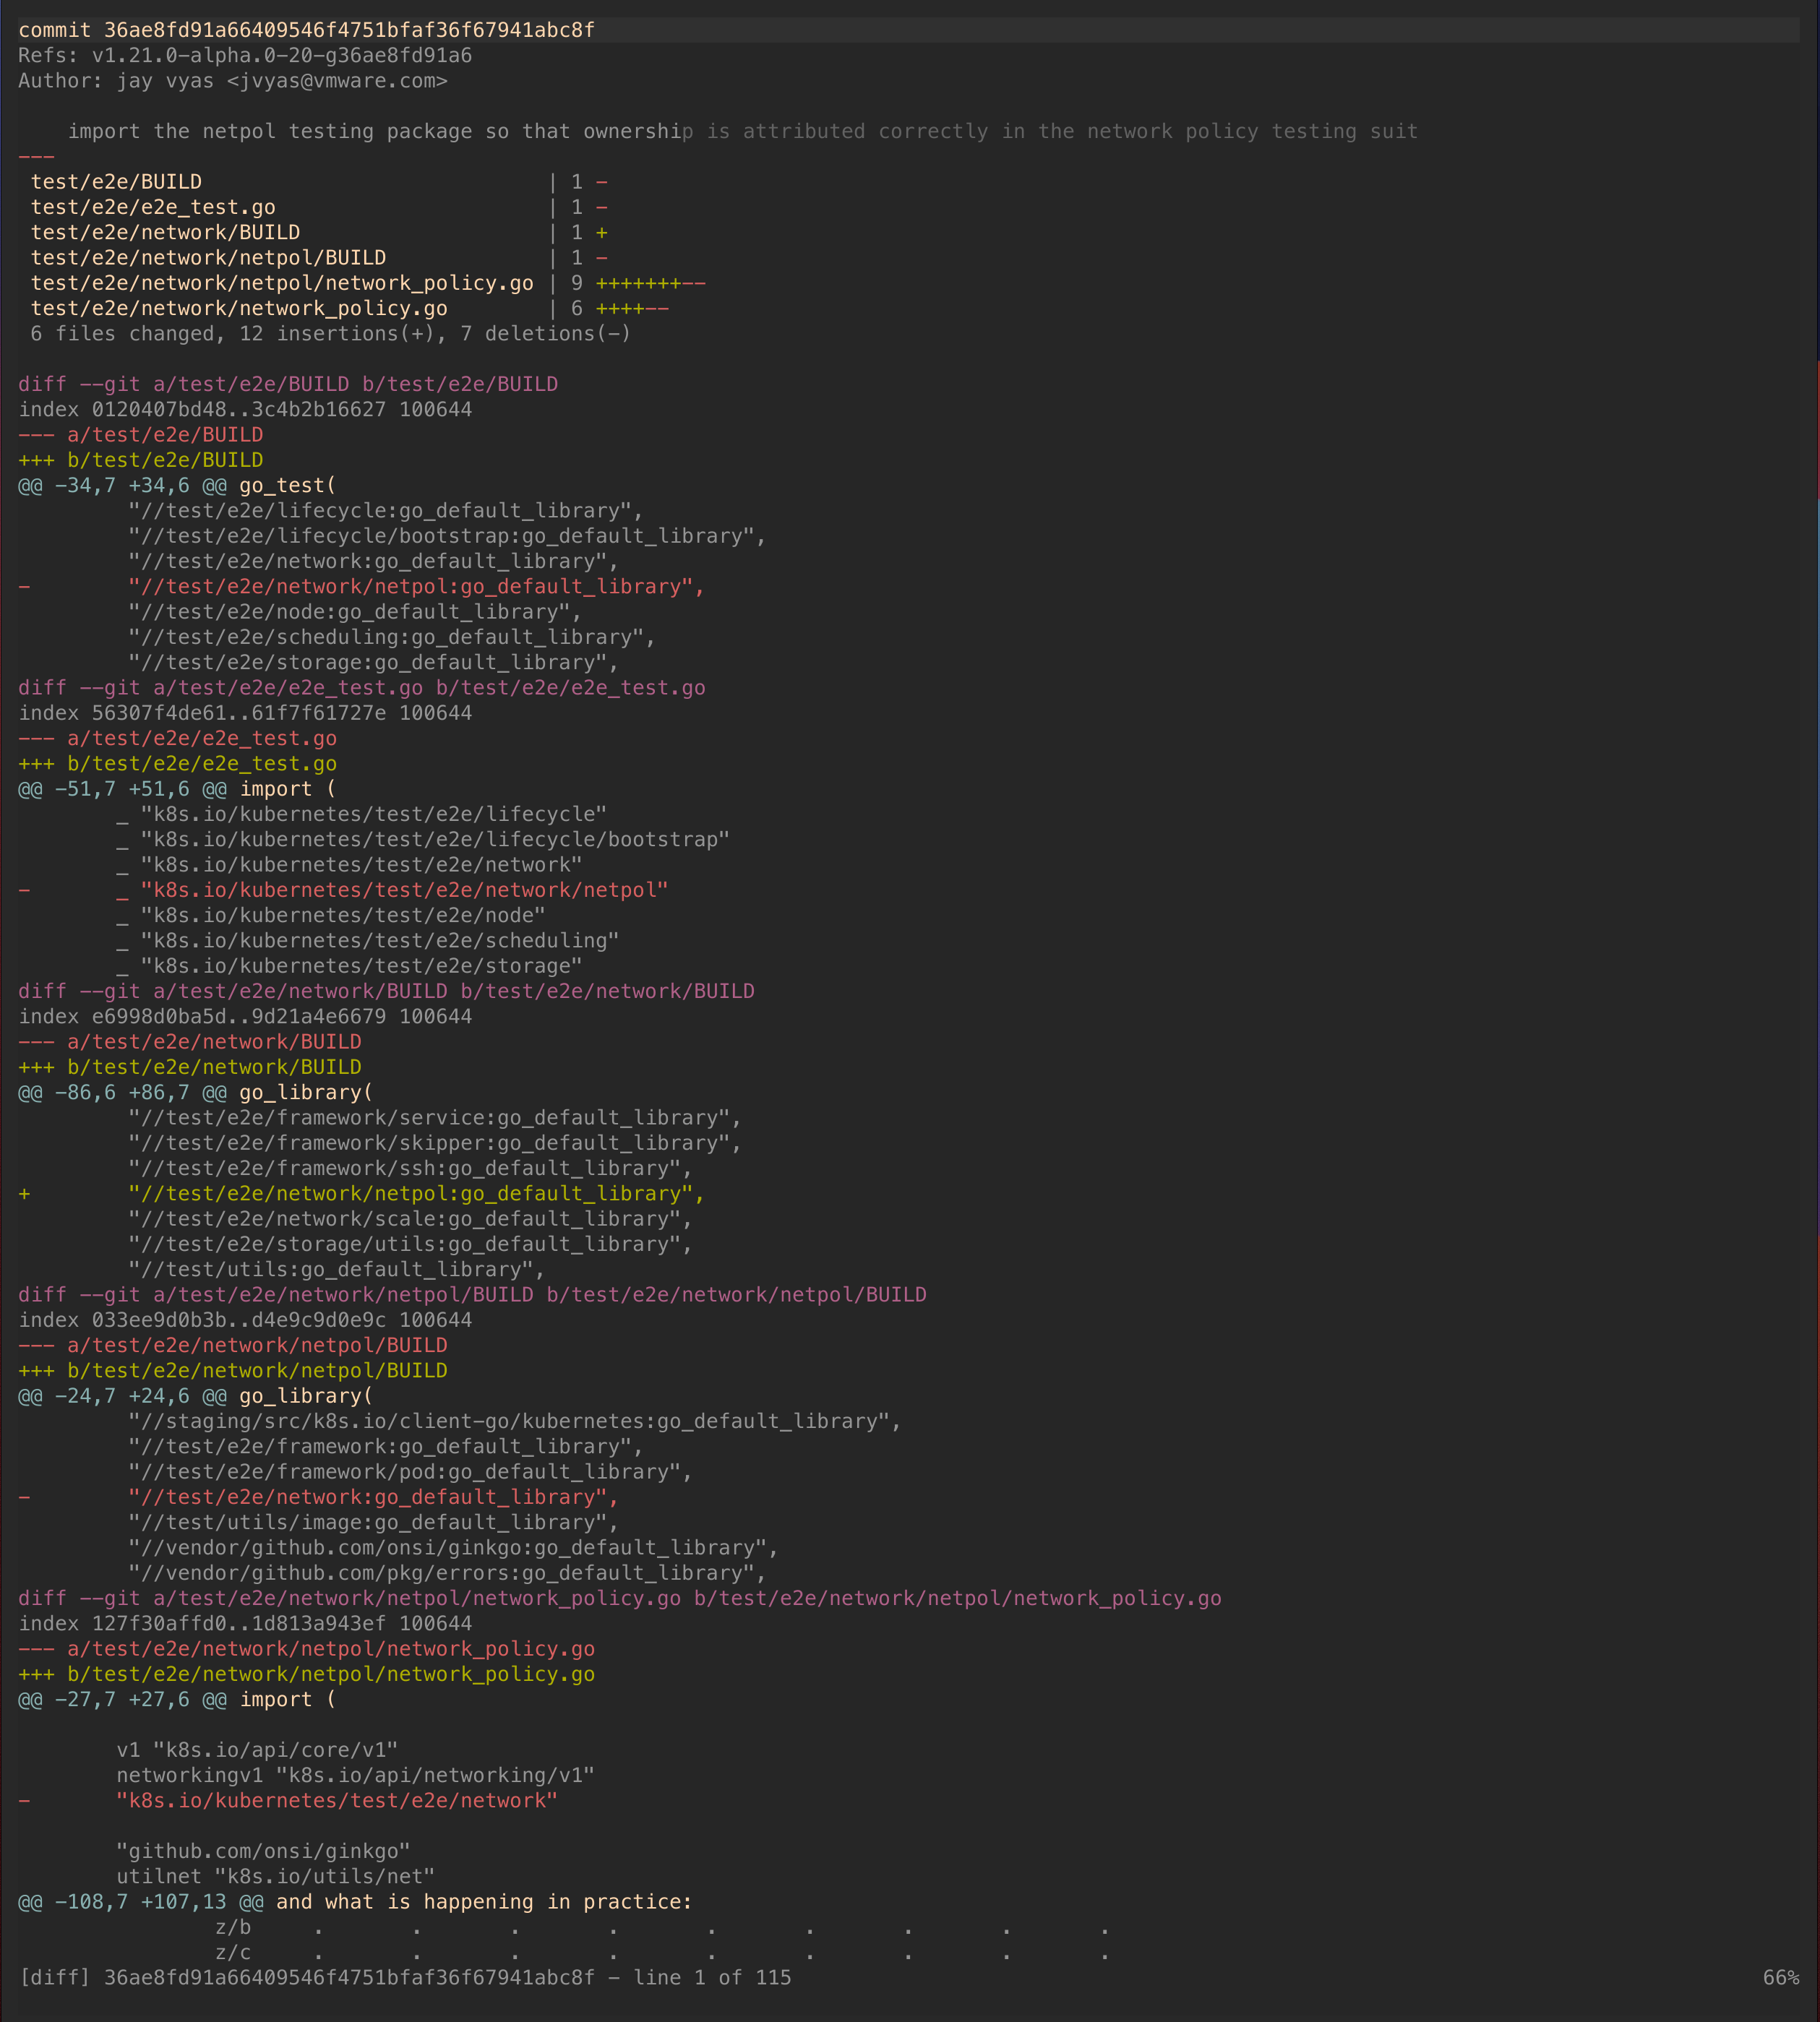 commit 36ae8fd91a66409546f4751bfaf36f67941abc8f
Refs: v1.21.0-alpha.0-20-g36ae8fd91a6
Author: jay vyas <jvyas@vmware.com>

    import the netpol testing package so that ownership is attributed correctly in the network policy testing suit
---
 test/e2e/BUILD                            | 1 -
 test/e2e/e2e_test.go                      | 1 -
 test/e2e/network/BUILD                    | 1 +
 test/e2e/network/netpol/BUILD             | 1 -
 test/e2e/network/netpol/network_policy.go | 9 +++++++--
 test/e2e/network/network_policy.go        | 6 ++++--
 6 files changed, 12 insertions(+), 7 deletions(-)

diff --git a/test/e2e/BUILD b/test/e2e/BUILD
index 0120407bd48..3c4b2b16627 100644
--- a/test/e2e/BUILD
+++ b/test/e2e/BUILD
@@ -34,7 +34,6 @@ go_test(
         "//test/e2e/lifecycle:go_default_library",
         "//test/e2e/lifecycle/bootstrap:go_default_library",
         "//test/e2e/network:go_default_library",
-        "//test/e2e/network/netpol:go_default_library",
         "//test/e2e/node:go_default_library",
         "//test/e2e/scheduling:go_default_library",
         "//test/e2e/storage:go_default_library",
diff --git a/test/e2e/e2e_test.go b/test/e2e/e2e_test.go
index 56307f4de61..61f7f61727e 100644
--- a/test/e2e/e2e_test.go
+++ b/test/e2e/e2e_test.go
@@ -51,7 +51,6 @@ import (
        _ "k8s.io/kubernetes/test/e2e/lifecycle"
        _ "k8s.io/kubernetes/test/e2e/lifecycle/bootstrap"
        _ "k8s.io/kubernetes/test/e2e/network"
-       _ "k8s.io/kubernetes/test/e2e/network/netpol"
        _ "k8s.io/kubernetes/test/e2e/node"
        _ "k8s.io/kubernetes/test/e2e/scheduling"
        _ "k8s.io/kubernetes/test/e2e/storage"
diff --git a/test/e2e/network/BUILD b/test/e2e/network/BUILD
index e6998d0ba5d..9d21a4e6679 100644
--- a/test/e2e/network/BUILD
+++ b/test/e2e/network/BUILD
@@ -86,6 +86,7 @@ go_library(
         "//test/e2e/framework/service:go_default_library",
         "//test/e2e/framework/skipper:go_default_library",
         "//test/e2e/framework/ssh:go_default_library",
+        "//test/e2e/network/netpol:go_default_library",
         "//test/e2e/network/scale:go_default_library",
         "//test/e2e/storage/utils:go_default_library",
         "//test/utils:go_default_library",
diff --git a/test/e2e/network/netpol/BUILD b/test/e2e/network/netpol/BUILD
index 033ee9d0b3b..d4e9c9d0e9c 100644
--- a/test/e2e/network/netpol/BUILD
+++ b/test/e2e/network/netpol/BUILD
@@ -24,7 +24,6 @@ go_library(
         "//staging/src/k8s.io/client-go/kubernetes:go_default_library",
         "//test/e2e/framework:go_default_library",
         "//test/e2e/framework/pod:go_default_library",
-        "//test/e2e/network:go_default_library",
         "//test/utils/image:go_default_library",
         "//vendor/github.com/onsi/ginkgo:go_default_library",
         "//vendor/github.com/pkg/errors:go_default_library",
diff --git a/test/e2e/network/netpol/network_policy.go b/test/e2e/network/netpol/network_policy.go
index 127f30affd0..1d813a943ef 100644
--- a/test/e2e/network/netpol/network_policy.go
+++ b/test/e2e/network/netpol/network_policy.go
@@ -27,7 +27,6 @@ import (

        v1 "k8s.io/api/core/v1"
        networkingv1 "k8s.io/api/networking/v1"
-       "k8s.io/kubernetes/test/e2e/network"

        "github.com/onsi/ginkgo"
        utilnet "k8s.io/utils/net"
@@ -108,7 +107,13 @@ and what is happening in practice:
                z/b     .       .       .       .       .       .       .       .       .
                z/c     .       .       .       .       .       .       .       .       .
[diff] 36ae8fd91a66409546f4751bfaf36f67941abc8f - line 1 of 115 66%